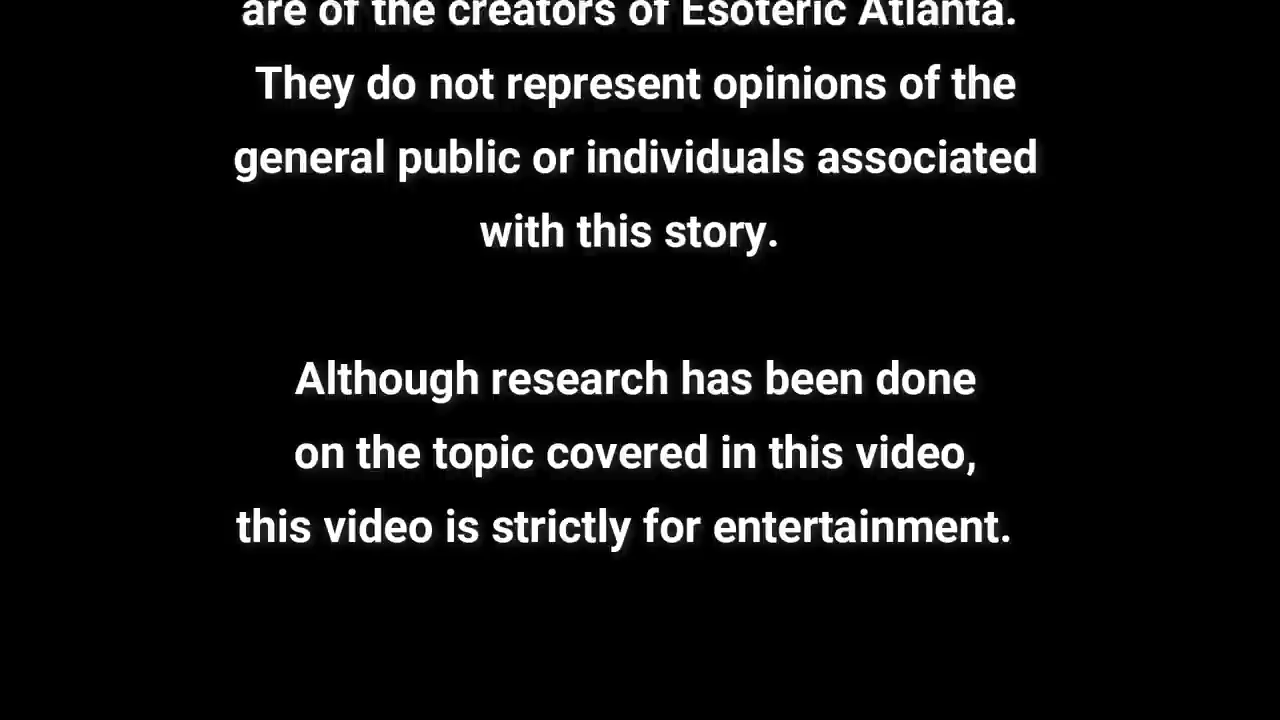 are of the creators of Esoteric Atlanta.
They do not represent opinions of the
general public or individuals associated
with this story.
Although research has been done
on the topic covered in this video,
this video is strictly for entertainment.